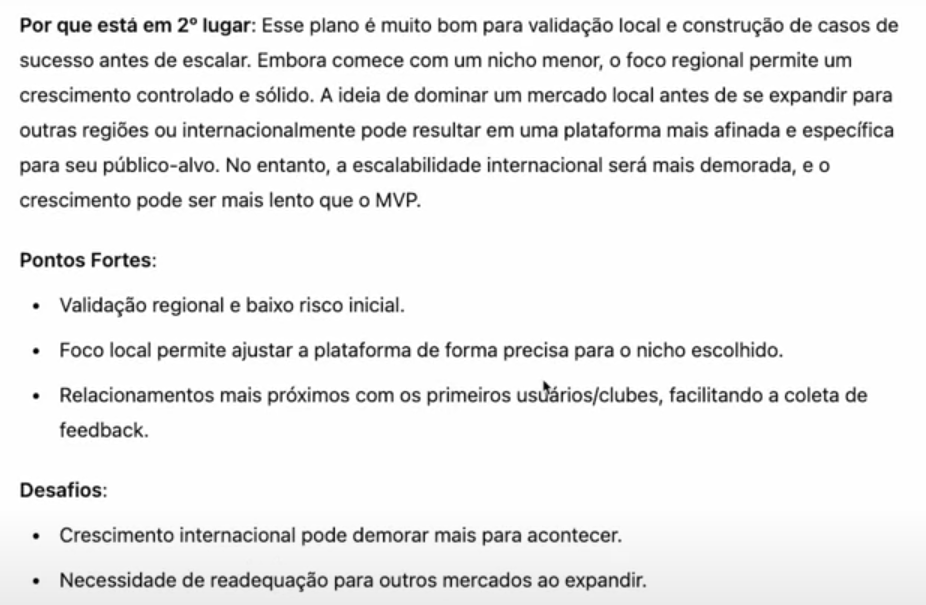 Por que está em 2º lugar: Esse plano é muito bom para validação local e construção de casos de
sucesso antes de escalar. Embora comece com um nicho menor, o foco regional permite um
crescimento controlado e sólido. A ideia de dominar um mercado local antes de se expandir para
outras regiões ou internacionalmente pode resultar em uma plataforma mais afinada e específica
para seu público-alvo. No entanto, a escalabilidade internacional será mais demorada, e o
crescimento pode ser mais lento que o MVP.
Pontos Fortes:
• Validação regional e baixo risco inicial.
• Foco local permite ajustar a plataforma de forma precisa para o nicho escolhido.
• Relacionamentos mais próximos com os primeiros usuários/clubes, facilitando a coleta de
feedback.
Desafios:
• Crescimento internacional pode demorar mais para acontecer.
• Necessidade de readequação para outros mercados ao expandir.